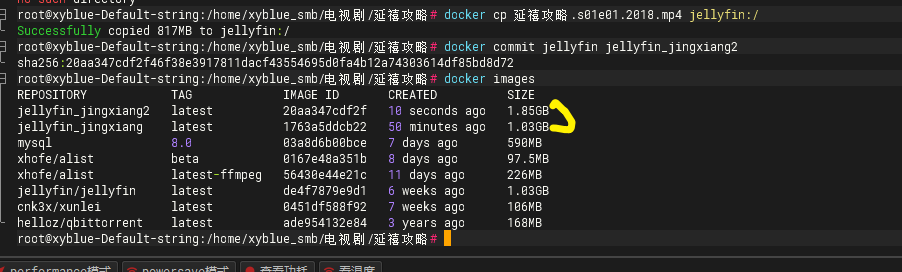 no such directory
root@xyblue-Default-string:/home/xyblue_smb/电视剧/延禧攻略# docker cp 延禧攻略.s01e01.2018.mp4 jellyfin:/
Successfully copied 817MB to jellyfin:/
root@xyblue-Default-string:/home/xyblue_smb/电视剧/延禧攻略# docker commit jellyfin jellyfin_jingxiang2
sha256:20aa347cdf2f46f38e3917811dacf43554695d0fa4b12a74303614df85bd8d72
root@xyblue-Default-string:/home/xyblue_smb/电视剧/延禧攻略# docker images
REPOSITORY TAG IMAGE ID CREATED SIZE
jellyfin_jingxiang2 latest 20aa347cdf2f 10 seconds ago 1.85GB
jellyfin_jingxiang latest 1763a5ddcb22 50 minutes ago 1.03GB
mysql 8.0 03a8d6b00bce 7 days ago 590MB
xhofe/alist beta 0167e48a351b 8 days ago 97.5MB
xhofe/alist latest-ffmpeg 56430e44e21c 11 days ago 226MB
jellyfin/jellyfin latest de4f7879e9d1 6 weeks ago 1.03GB
cnk3x/xunlei latest 0451df588f92 7 weeks ago 106MB
helloz/qbittorrent latest ade954132e84 3 years ago 168MB
root@xyblue-Default-string:/home/xyblue_smb/电视剧/延禧攻略#
performance模式 powersave模式 查看功耗 看温度